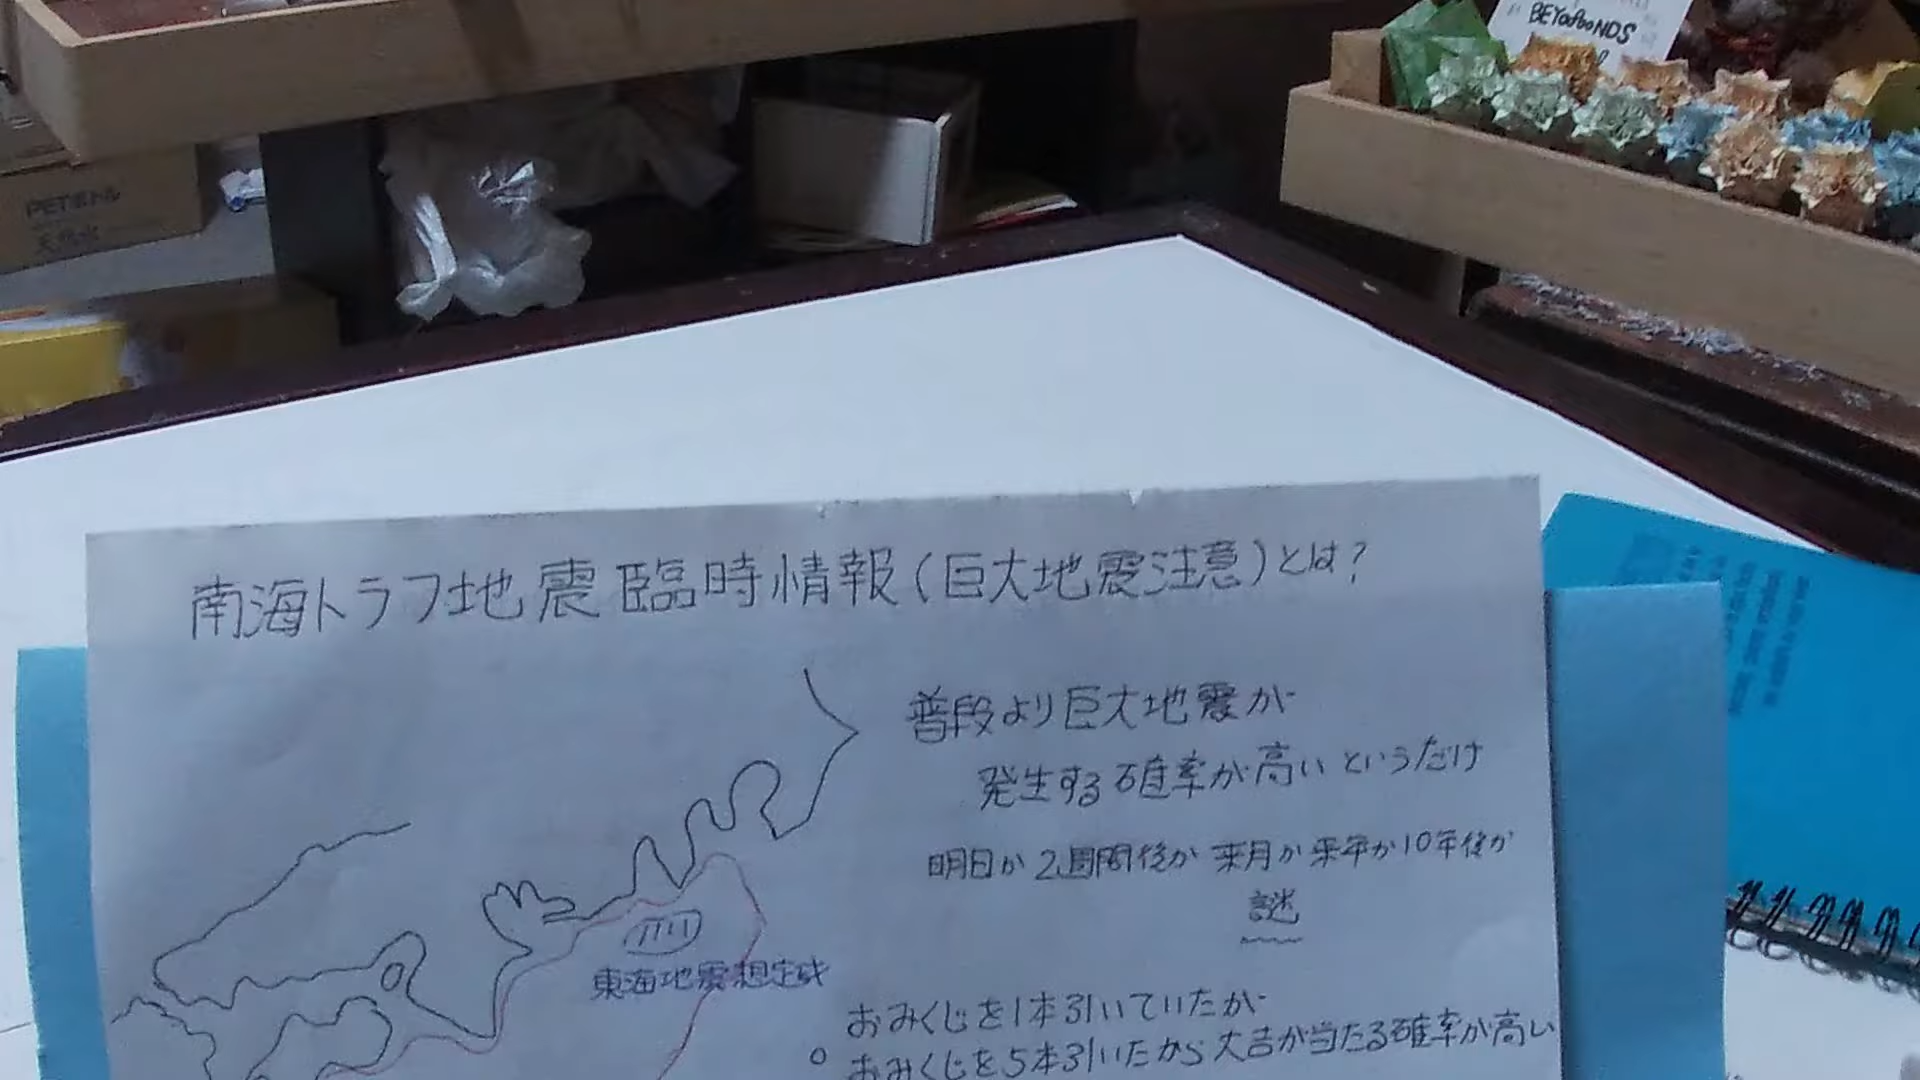 BEYOOOOONDS
PETボトル
天然水
南海トラフ地震臨時情報(巨大地震注意)とは?
普段より巨大地震が
発生する確率が高いというだけ
明日か2週間後か来月か来年か10年後か
謎
東海地震想定域
おみくじを1本引いていたが
おみくじを5本引いたから大吉が当たる確率が高い